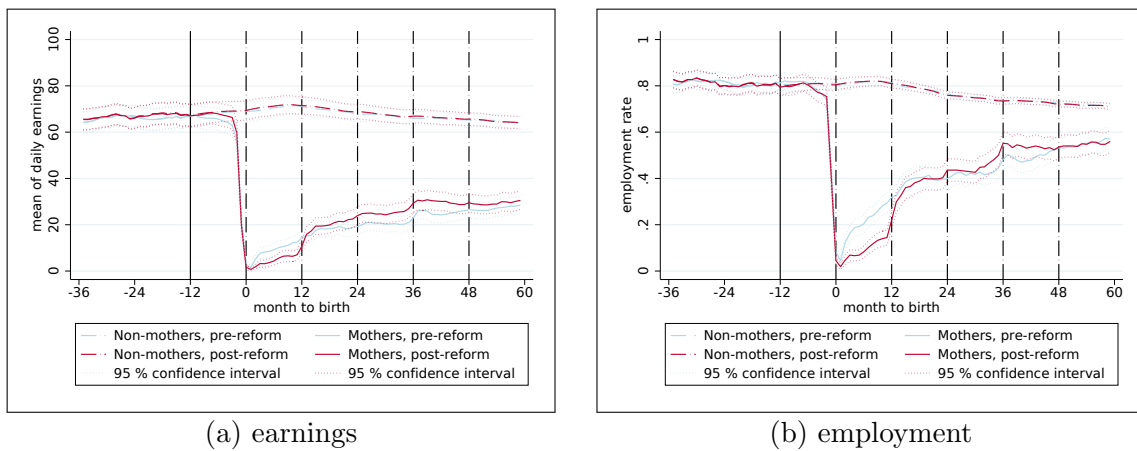 mean of daily earnings
100
80
60
40
20
0
-36 -12 0 12 24 36 48 60
month to birth
Non-mothers, pre-reform Mothers, pre-reform
Non-mothers, post-reform Mothers, post-reform
95 % confidence interval 95 % confidence interval
(a) earnings
employment rate
1
.8
.6
.4
.2
0
-36 -12 0 12 24 36 48 60
month to birth
Non-mothers, pre-reform Mothers, pre-reform
Non-mothers, post-reform Mothers, post-reform
95 % confidence interval 95 % confidence interval
(b) employment